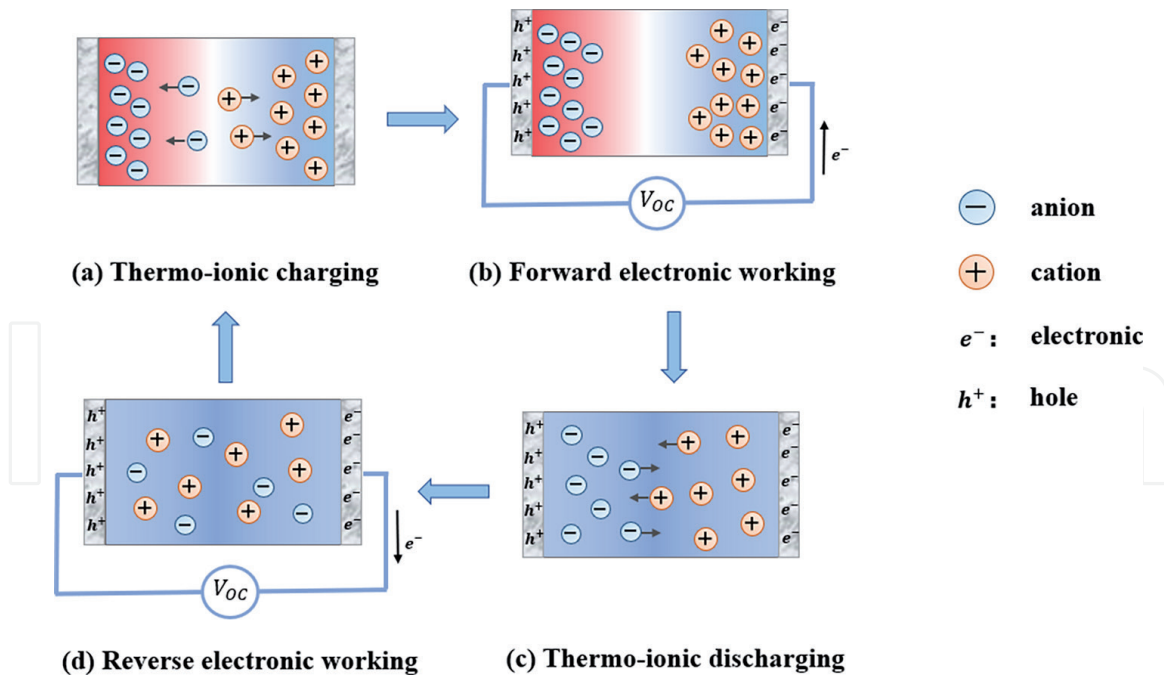 h⁺
h⁺
h⁺
h⁺
h⁺
e⁻
e⁻
e⁻
e⁻
e⁻
V_OC
e⁻
(a) Thermo-ionic charging
(b) Forward electronic working
anion
cation
e⁻: electronic
h⁺: hole
h⁺
h⁺
h⁺
h⁺
h⁺
e⁻
e⁻
e⁻
e⁻
e⁻
V_OC
e⁻
h⁺
h⁺
h⁺
h⁺
h⁺
e⁻
e⁻
e⁻
e⁻
e⁻
(d) Reverse electronic working
(c) Thermo-ionic discharging